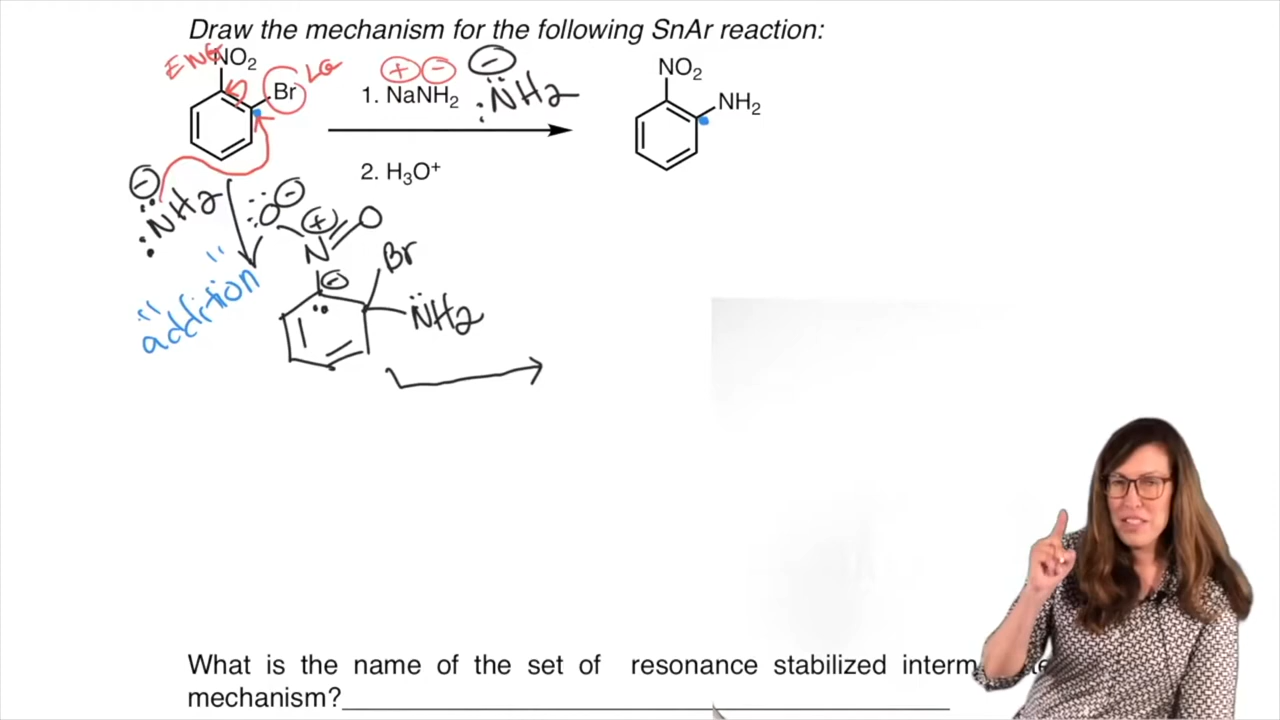 Draw the mechanism for the following SnAr reaction:
EWG
NO2
Br
LG
+ −
1. NaNH2
− :NH2
2. H3O+
NO2
NH2
− :NH2
"addition"
O − N + O
− Br
NH2
What is the name of the set of resonance stabilized interm
mechanism?